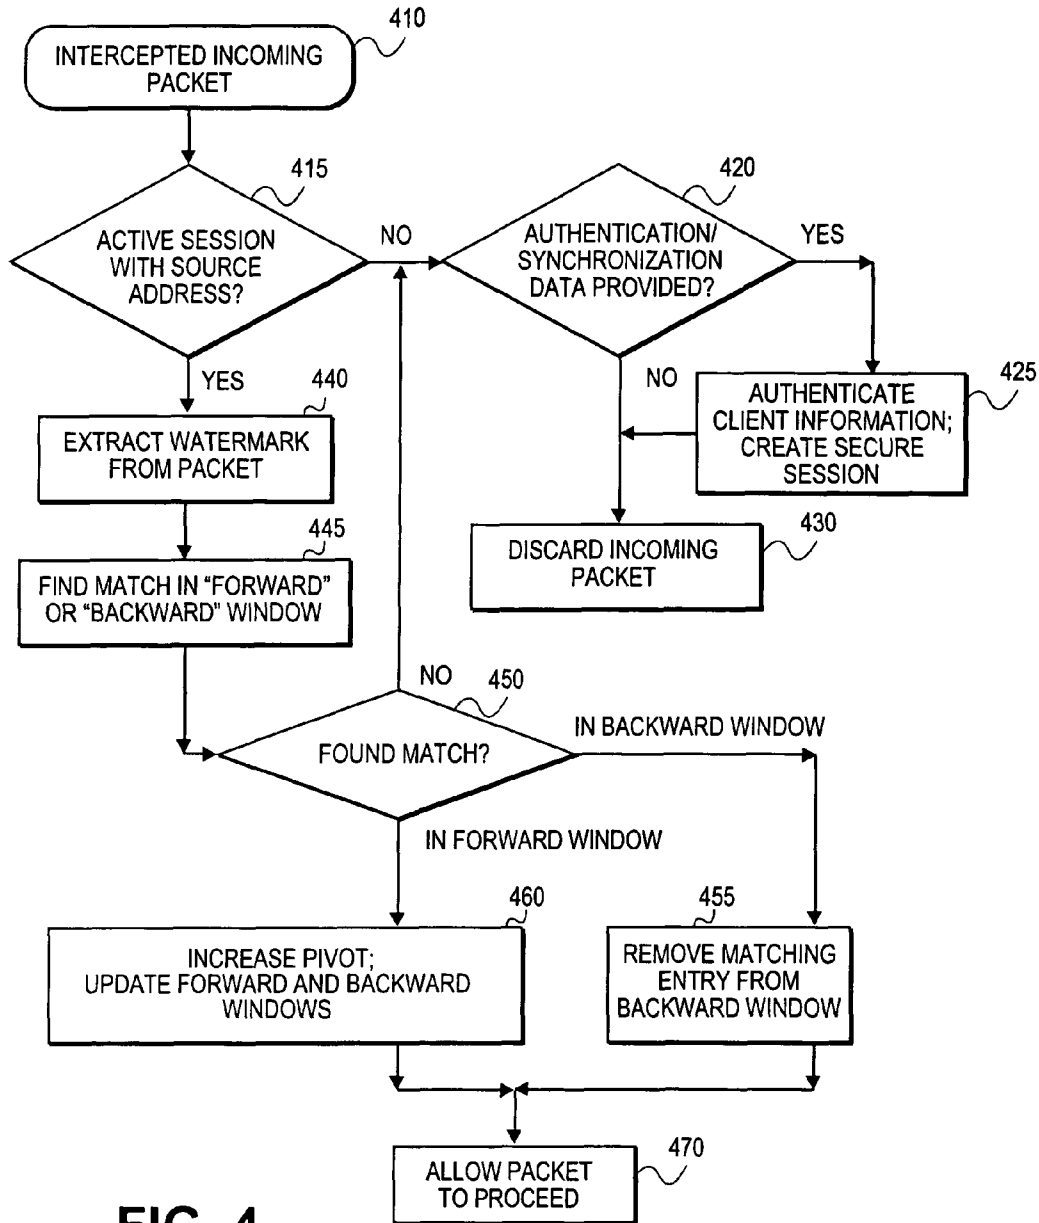 410
INTERCEPTED INCOMING
PACKET
415
ACTIVE SESSION
WITH SOURCE
ADDRESS?
NO
420
AUTHENTICATION/
SYNCHRONIZATION
DATA PROVIDED?
YES
YES
NO
425
AUTHENTICATE
CLIENT INFORMATION;
CREATE SECURE
SESSION
440
EXTRACT WATERMARK
FROM PACKET
430
DISCARD INCOMING
PACKET
445
FIND MATCH IN "FORWARD"
OR "BACKWARD" WINDOW
NO
450
FOUND MATCH?
IN BACKWARD WINDOW
IN FORWARD WINDOW
460
INCREASE PIVOT;
UPDATE FORWARD AND BACKWARD
WINDOWS
455
REMOVE MATCHING
ENTRY FROM
BACKWARD WINDOW
470
ALLOW PACKET
TO PROCEED
FIG. 4